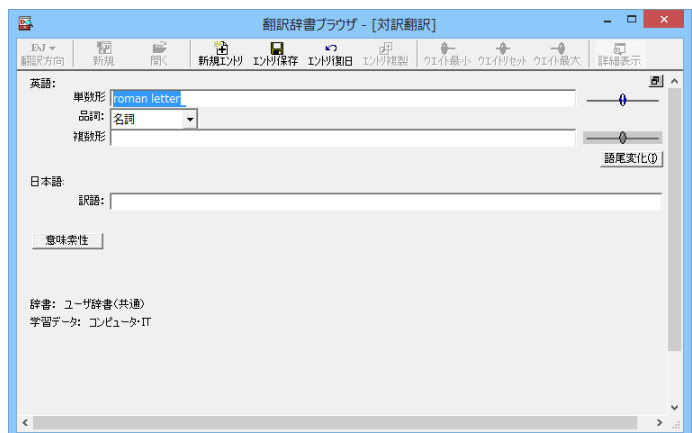 翻訳辞書ブラウザ - [対訳翻訳]
EJ
翻訳方向 新規 開く 新規エントリ エントリ保存 エントリ復旧 エントリ複製 ウエイト最小 ウエイトリセット ウエイト最大 詳細表示
英語:
単数形 roman letter
品詞: 名詞
複数形
語尾変化(I)
日本語:
訳語:
意味素性
辞書: ユーザ辞書(共通)
学習データ: コンピュータ・IT